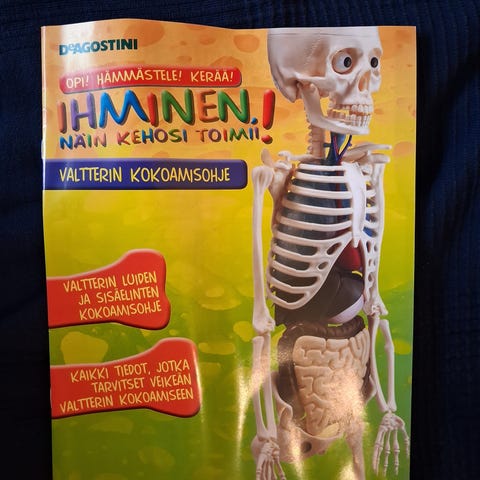 DeAGOSTINI
OPI! HÄMMÄSTELE! KERÄÄ!
IHMINEN!
NÄIN KEHOSI TOIMII
VALTTERIN KOKOAMISOHJE
VALTTERIN LUIDEN
JA SISÄELINTEN
KOKOAMISOHJE
KAIKKI TIEDOT, JOTKA
TARVITSET VEIKEÄN
VALTTERIN KOKOAMISEEN